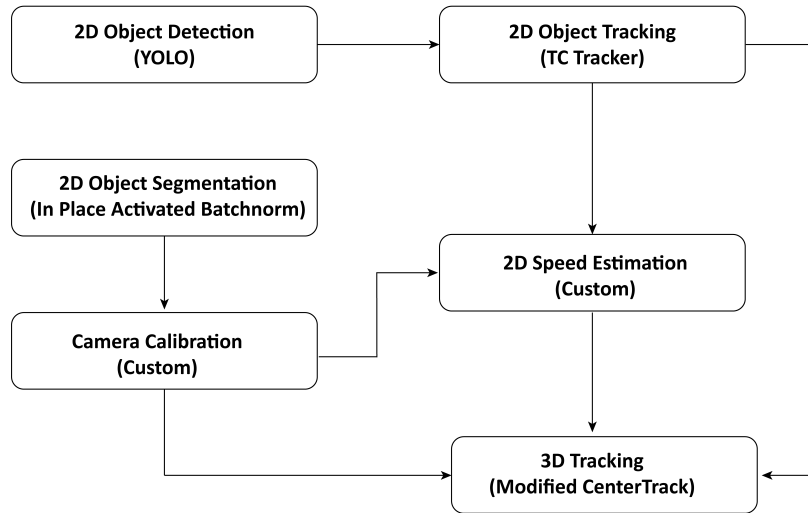 2D Object Detection
(YOLO)
2D Object Tracking
(TC Tracker)
2D Object Segmentation
(In Place Activated Batchnorm)
2D Speed Estimation
(Custom)
Camera Calibration
(Custom)
3D Tracking
(Modified CenterTrack)